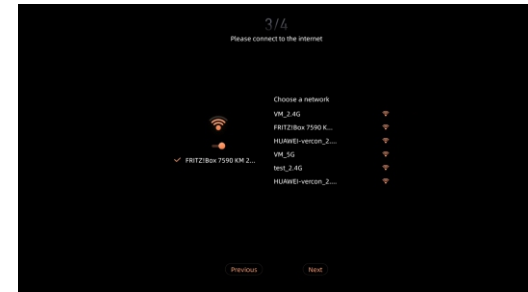 3/4
Please connect to the internet
Choose a network
VM_2.4G
FRITZ!Box 7590 K...
HUAWEI-vercon_2....
VM_5G
test_2.4G
HUAWEI-vercon_2....
FRITZ!Box 7590 KM 2...
Previous
Next